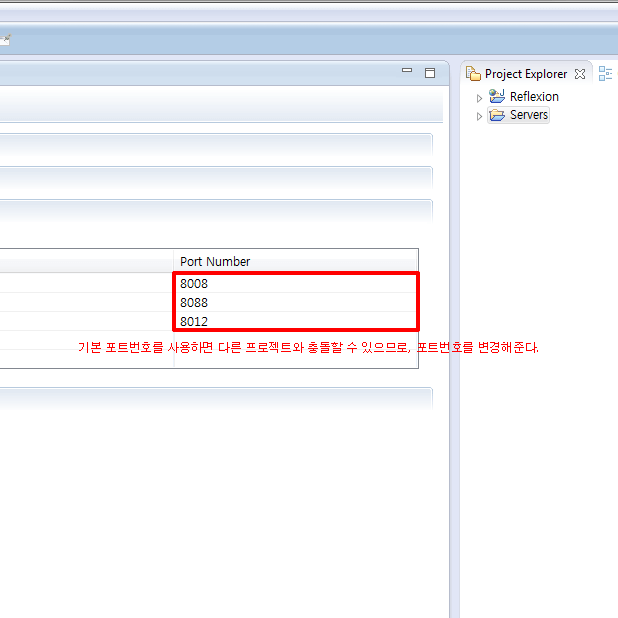 Project Explorer
Reflexion
Servers
Port Number
8008
8088
8012
기본 포트번호를 사용하면 다른 프로젝트와 충돌할 수 있으므로, 포트번호를 변경해준다.